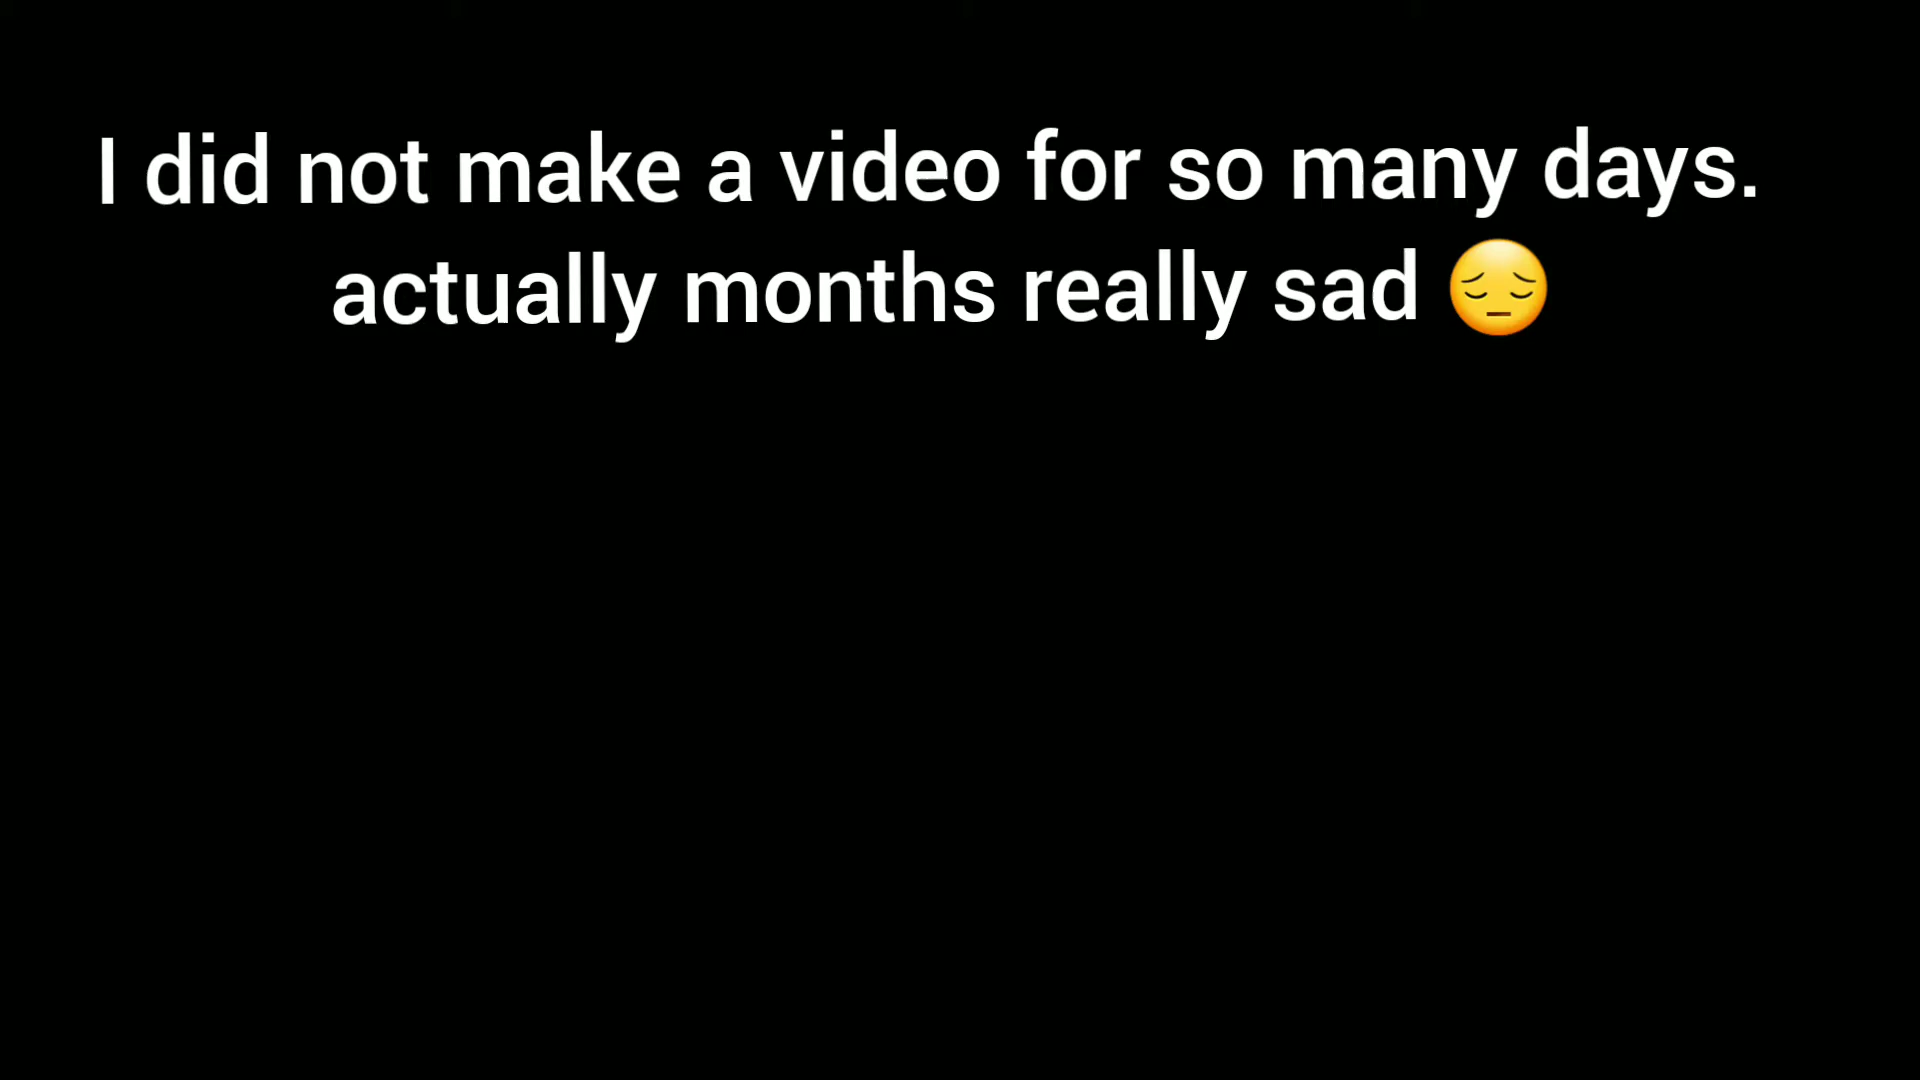 I did not make a video for so many days.
actually months really sad 😔